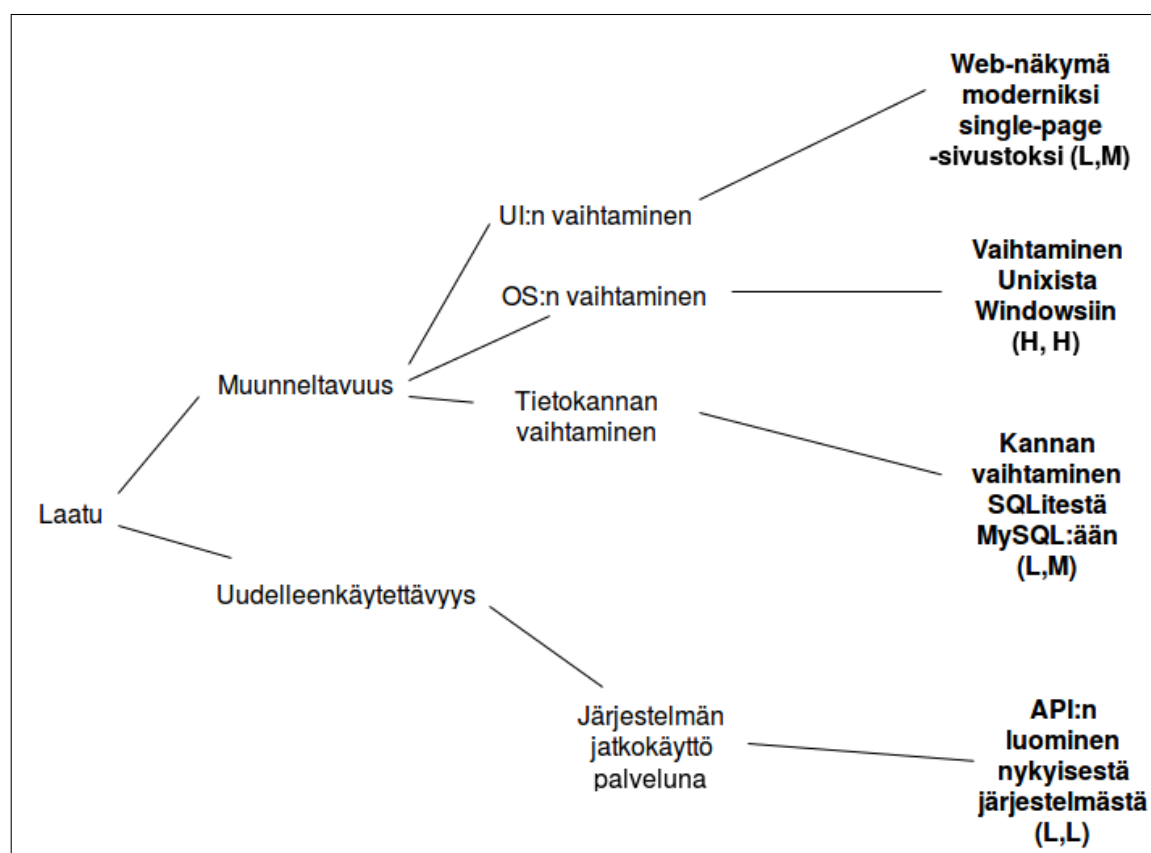 Web-näkymä
moderniksi
single-page
-sivustoksi (L,M)
UI:n vaihtaminen
Vaihtaminen
Unixista
Windowsiin
(H, H)
OS:n vaihtaminen
Muunneltavuus
Tietokannan
vaihtaminen
Kannan
vaihtaminen
SQLitestä
MySQL:ään
(L,M)
Laatu
Uudelleenkäytettävyys
Järjestelmän
jatkokäyttö
palveluna
API:n
luominen
nykyisestä
järjestelmästä
(L,L)